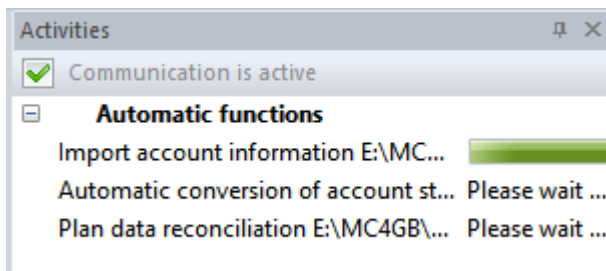 Activities
Communication is active
Automatic functions
Import account information E:\MC...
Automatic conversion of account st... Please wait ...
Plan data reconciliation E:\MC4GB\... Please wait ...